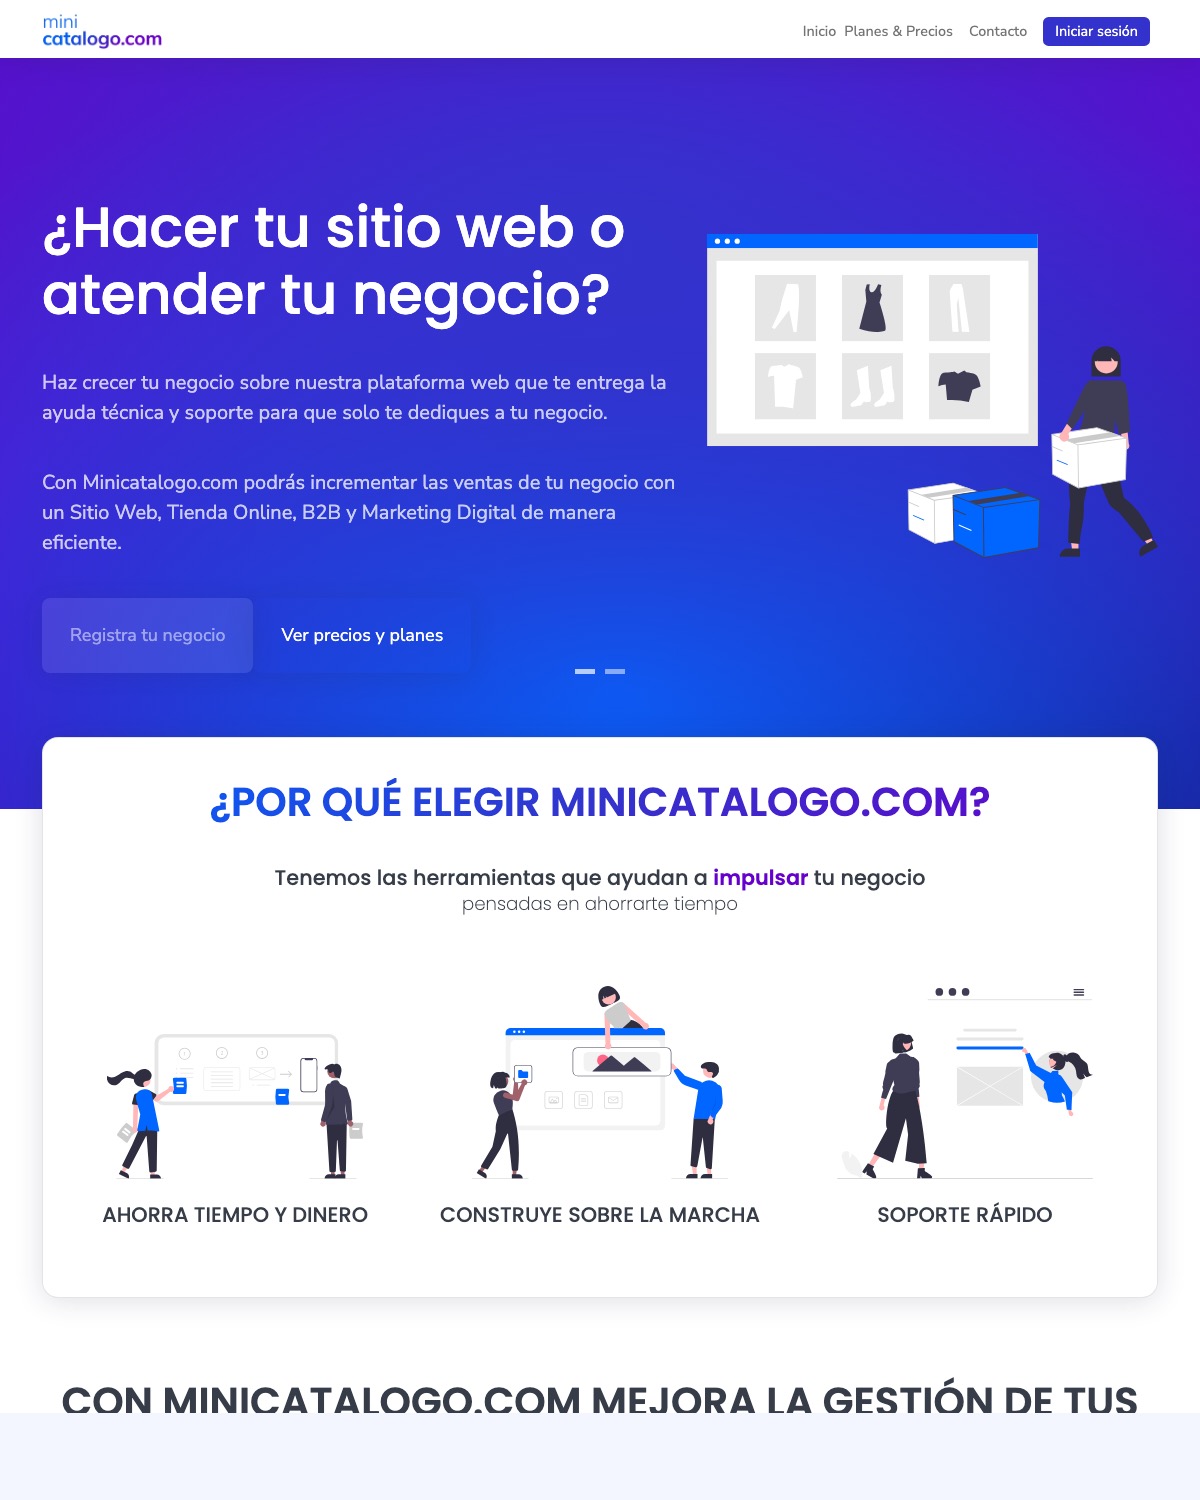 mini
catalogo.com
Inicio Planes & Precios Contacto Iniciar sesión
¿Hacer tu sitio web o
atender tu negocio?
Haz crecer tu negocio sobre nuestra plataforma web que te entrega la
ayuda técnica y soporte para que solo te dediques a tu negocio.
Con Minicatalogo.com podrás incrementar las ventas de tu negocio con
un Sitio Web, Tienda Online, B2B y Marketing Digital de manera
eficiente.
Registra tu negocio
Ver precios y planes
¿POR QUÉ ELEGIR MINICATALOGO.COM?
Tenemos las herramientas que ayudan a impulsar tu negocio
pensadas en ahorrarte tiempo
AHORRA TIEMPO Y DINERO
CONSTRUYE SOBRE LA MARCHA
SOPORTE RÁPIDO
CON MINICATALOGO.COM MEJORA LA GESTIÓN DE TUS